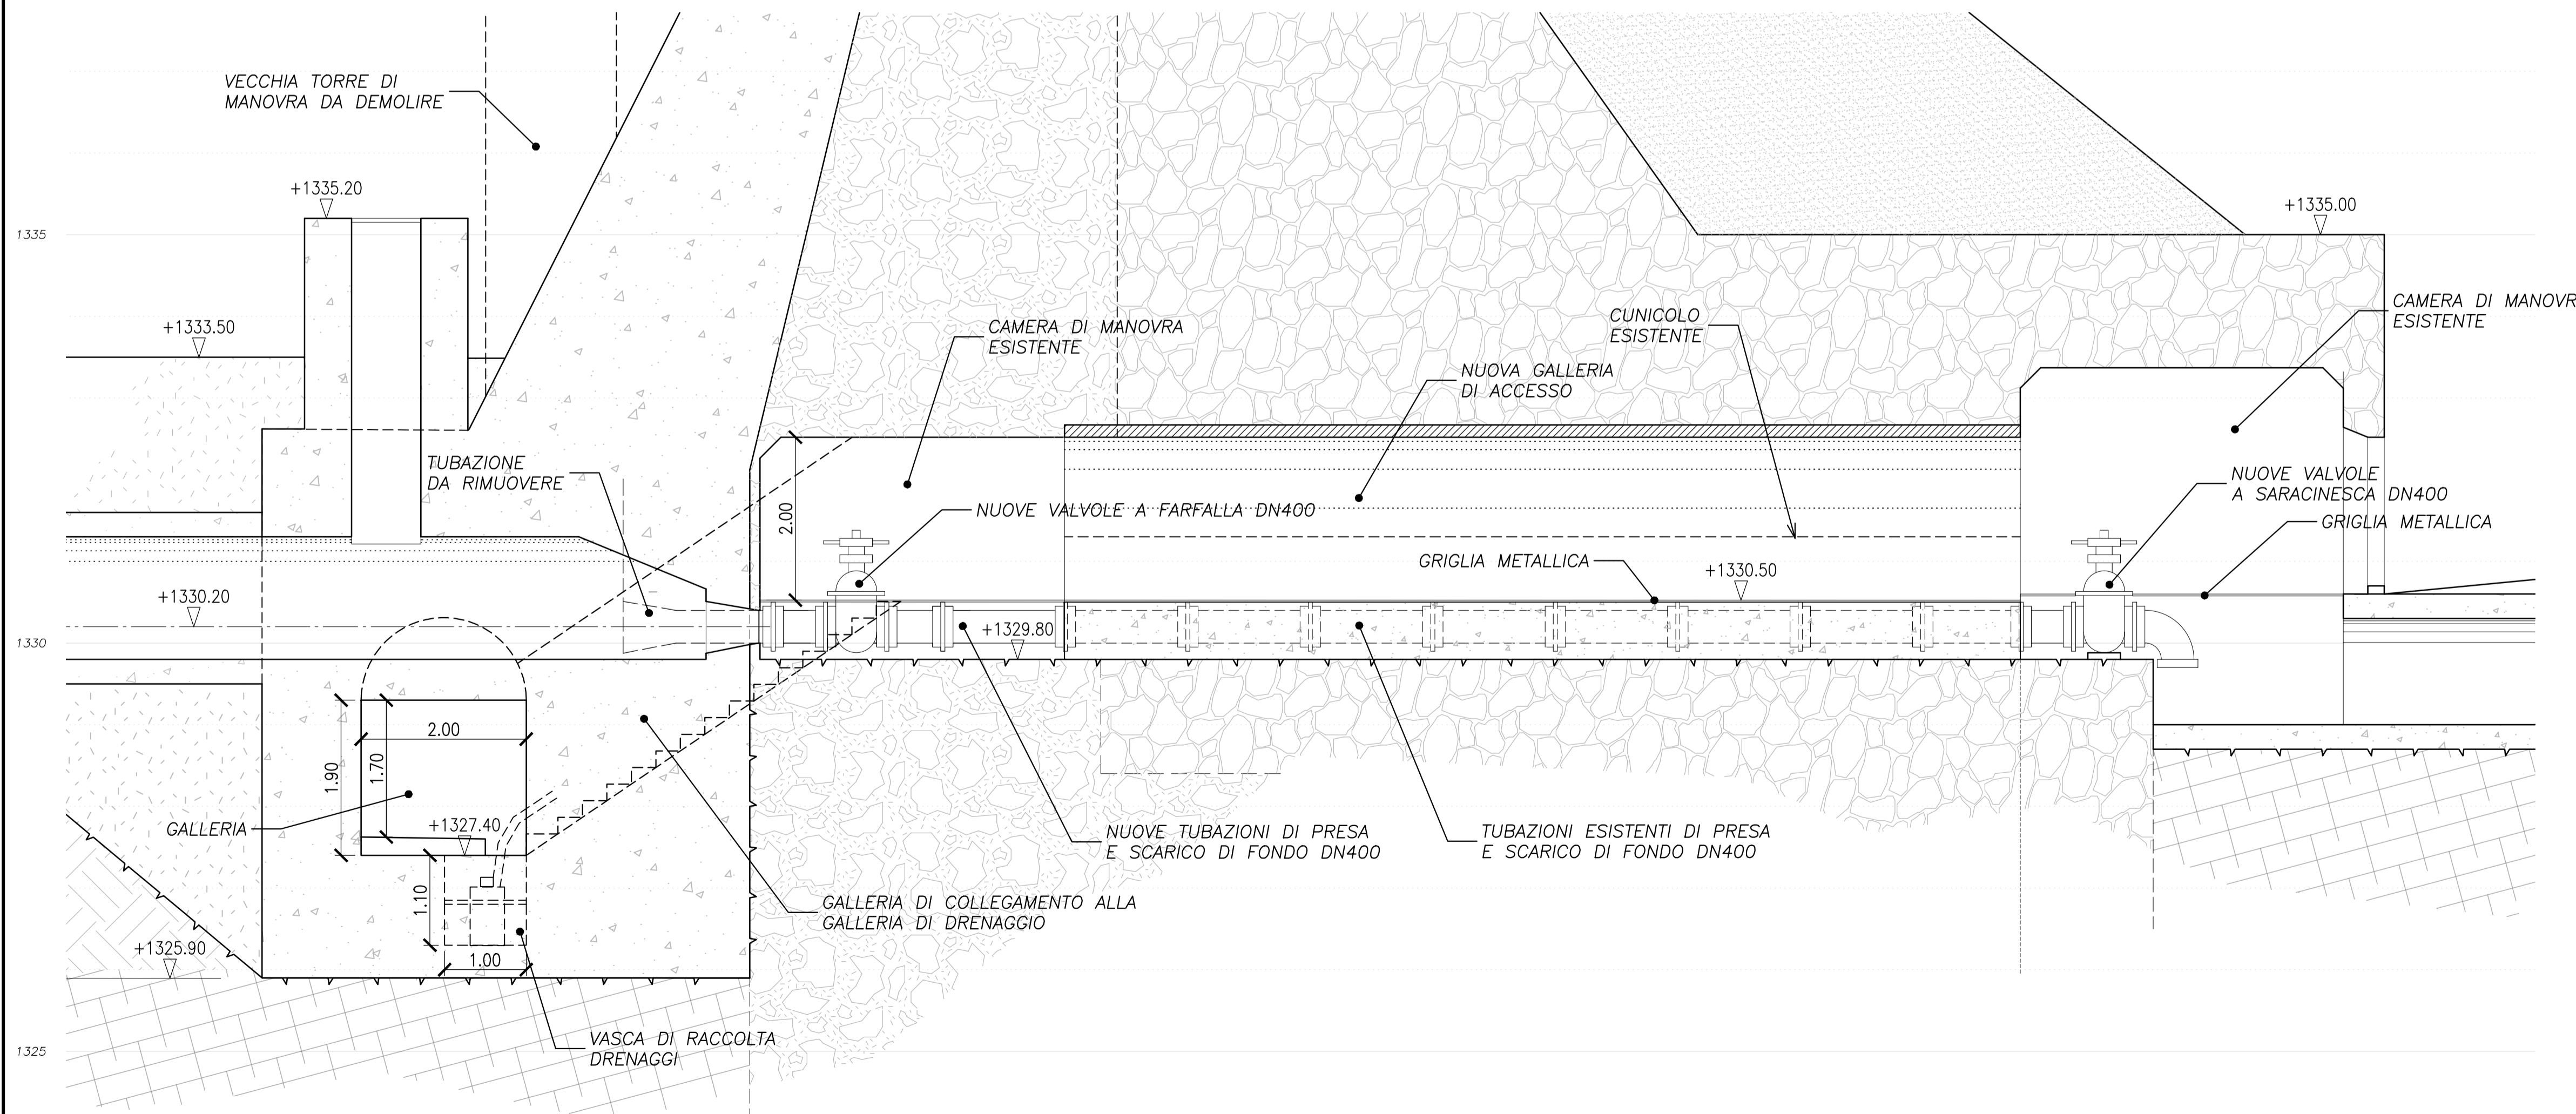 VECCHIA TORRE DI
MANOVRA DA DEMOLIRE
+1335.20
+1335.00
1335
+1333.50
CAMERA DI MANOVRA
ESISTENTE
CUNICOLO
ESISTENTE
CAMERA DI MANOVR
ESISTENTE
NUOVA GALLERIA
DI ACCESSO
TUBAZIONE
DA RIMUOVERE
2.00
NUOVE VALVOLE A FARFALLA DN400
NUOVE VALVOLE
A SARACINESCA DN400
GRIGLIA METALLICA
GRIGLIA METALLICA
+1330.50
+1330.20
+1329.80
1330
2.00
1.90
1.70
GALLERIA
+1327.40
NUOVE TUBAZIONI DI PRESA
E SCARICO DI FONDO DN400
TUBAZIONI ESISTENTI DI PRESA
E SCARICO DI FONDO DN400
1.10
GALLERIA DI COLLEGAMENTO ALLA
GALLERIA DI DRENAGGIO
+1325.90
1.00
VASCA DI RACCOLTA
DRENAGGI
1325